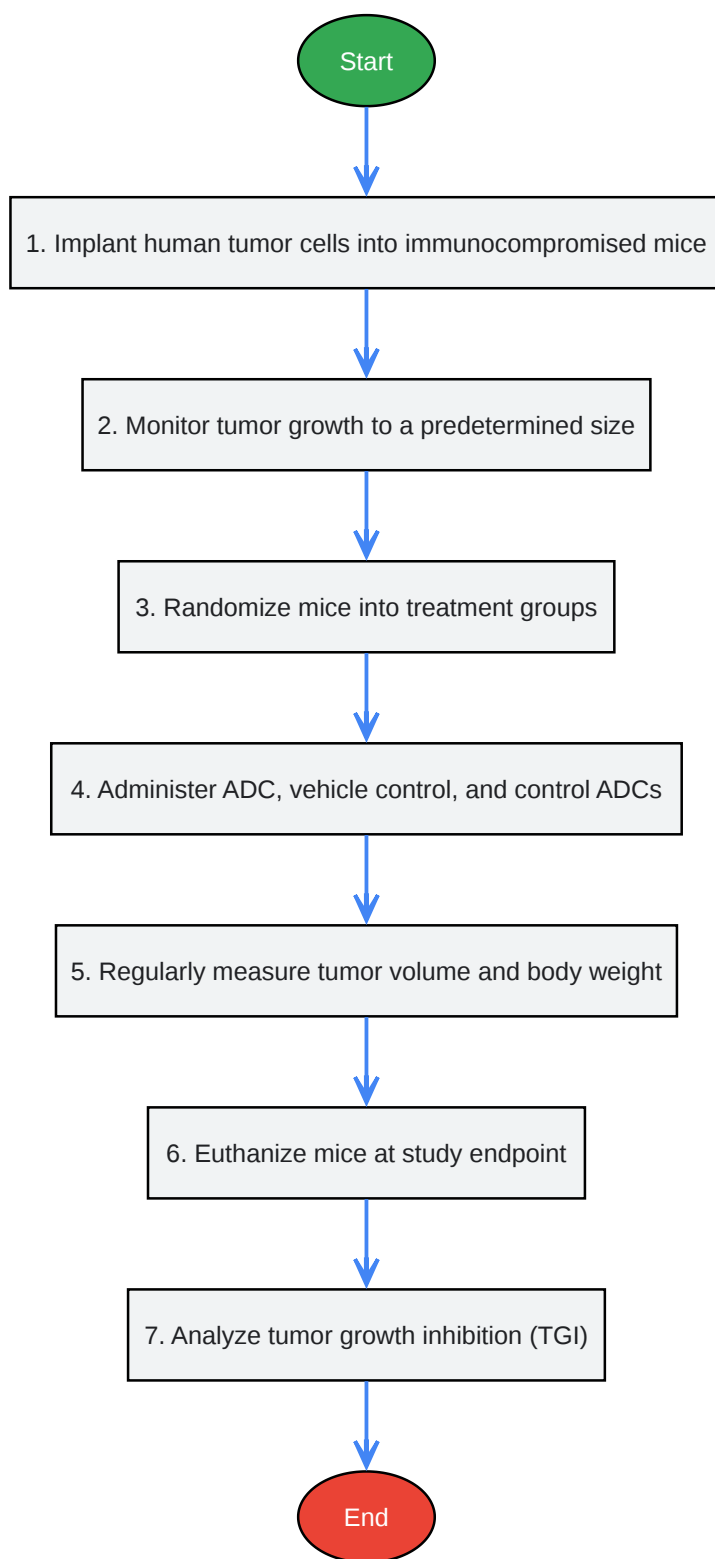 Start
1. Implant human tumor cells into immunocompromised mice
2. Monitor tumor growth to a predetermined size
3. Randomize mice into treatment groups
4. Administer ADC, vehicle control, and control ADCs
5. Regularly measure tumor volume and body weight
6. Euthanize mice at study endpoint
7. Analyze tumor growth inhibition (TGI)
End